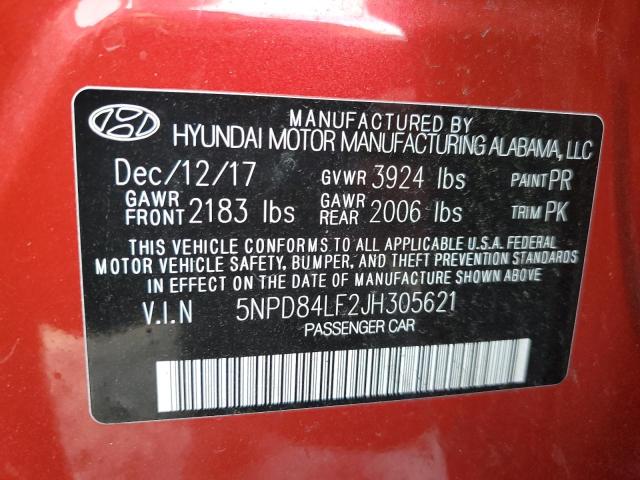 MANUFACTURED BY
HYUNDAI MOTOR MANUFACTURING ALABAMA, LLC
Dec/12/17 GVWR 3924 lbs PAINT PR
GAWR FRONT 2183 lbs GAWR REAR 2006 lbs TRIM PK
THIS VEHICLE CONFORMS TO ALL APPLICABLE U.S.A. FEDERAL
MOTOR VEHICLE SAFETY, BUMPER, AND THEFT PREVENTION STANDARDS
IN EFFECT ON THE DATE OF MANUFACTURE SHOWN ABOVE.
V.I.N 5NPD84LF2JH305621
PASSENGER CAR